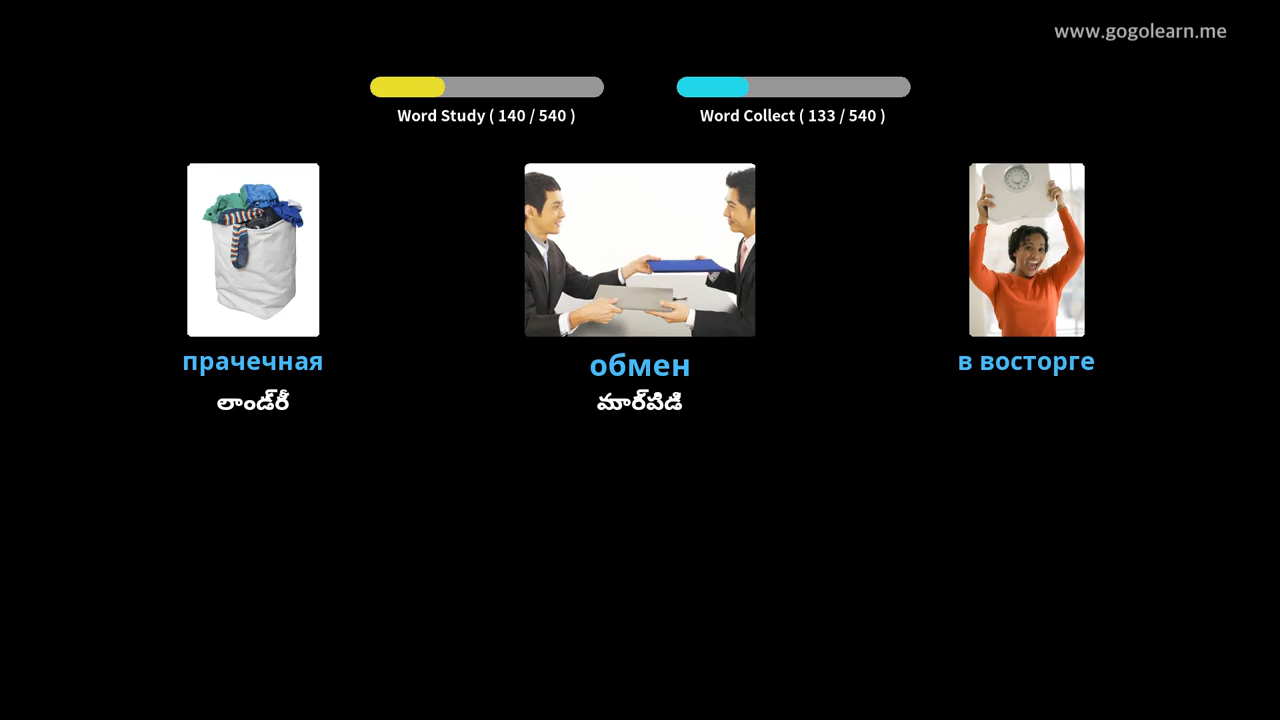 www.gogolearn.me
Word Study ( 140 / 540 )
Word Collect ( 133 / 540 )
прачечная
обмен
в восторге
లాండ్‌రీ
మార్‌పిడి